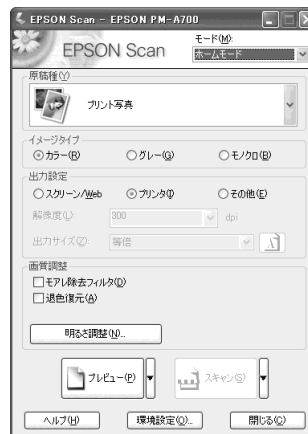 EPSON Scan - EPSON PM-A700
EPSON Scan
モード(M):
ホームモード
原稿種(Y)
プリント写真
イメージタイプ
カラー(R)
グレー(G)
モノクロ(B)
出力設定
スクリーン/Web
プリンタ(I)
その他(E)
解像度(L):
300
dpi
出力サイズ(Z):
等倍
画質調整
モアレ除去フィルタ(D)
退色復元(A)
明るさ調整(N)...
プレビュー(P)
スキャン(S)
ヘルプ(H)
環境設定(O)...
閉じる(C)